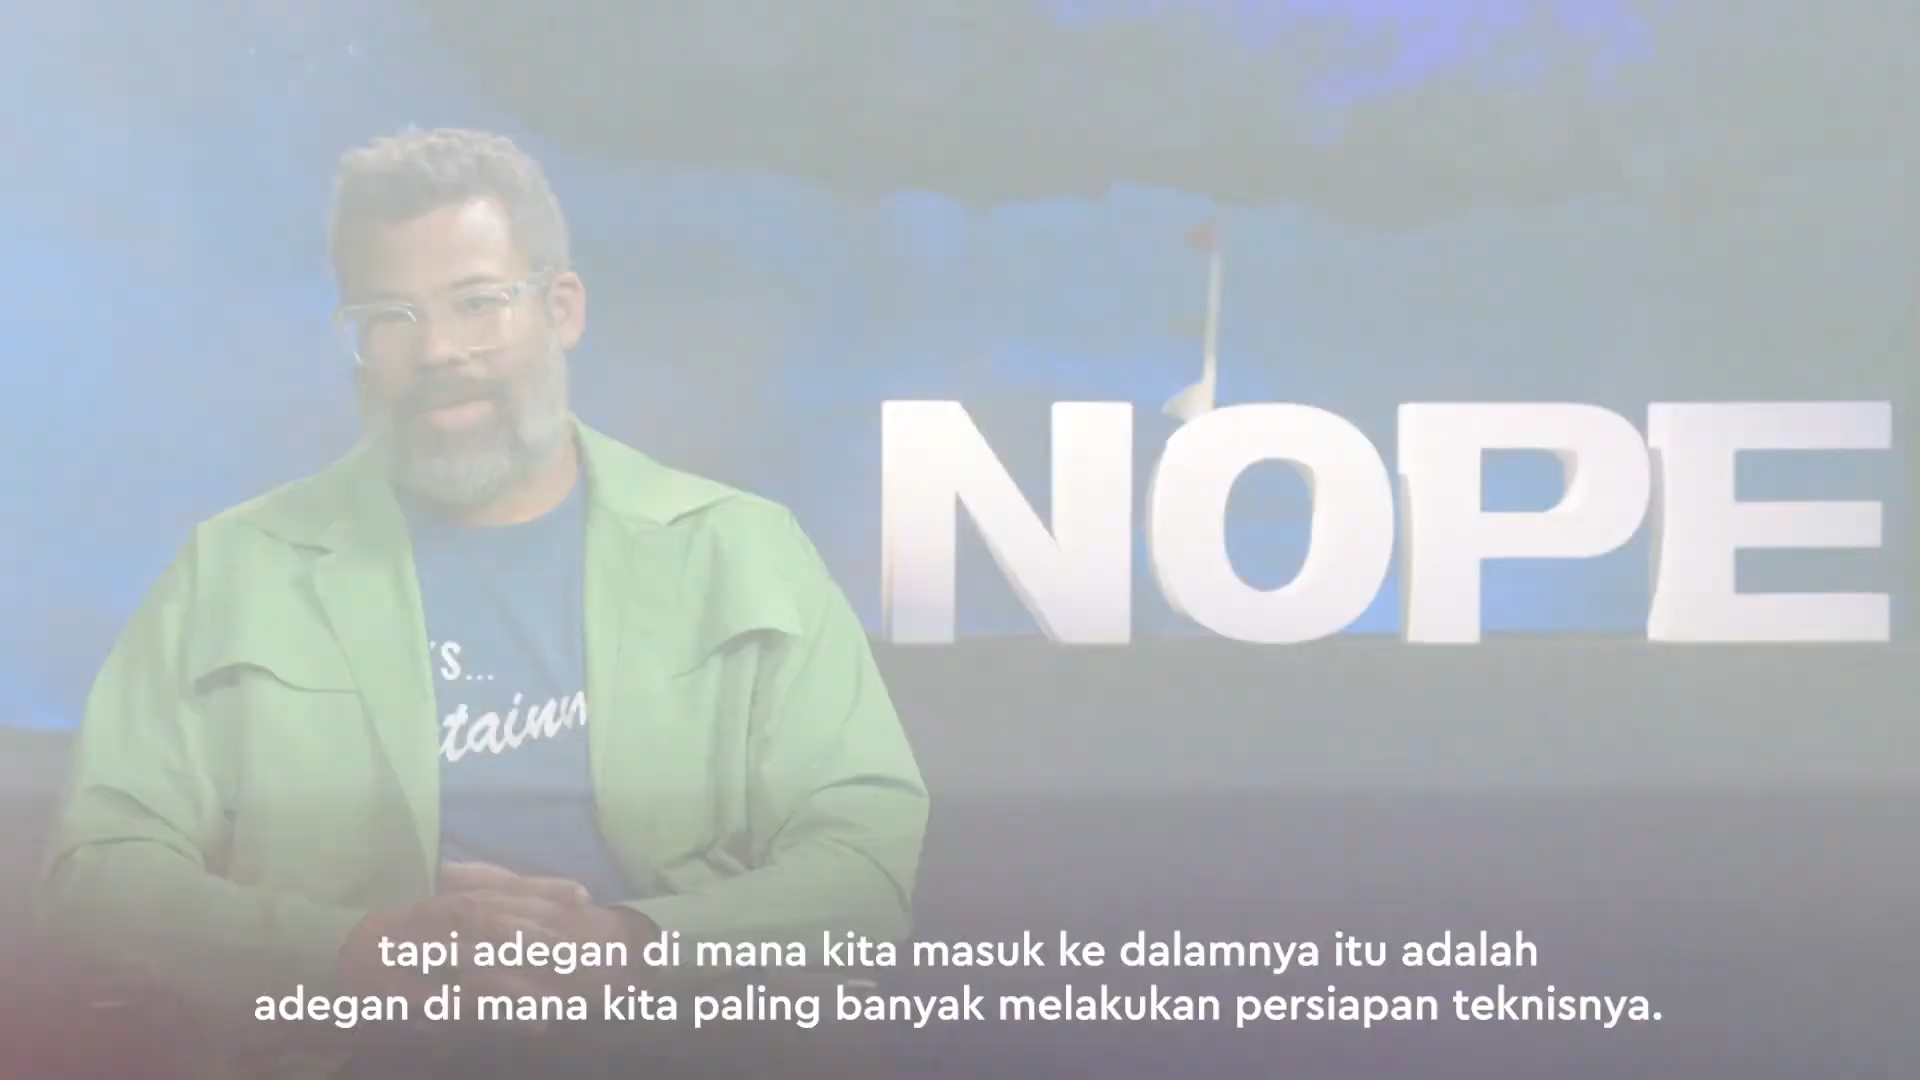 NOPE
's...
tainm
tapi adegan di mana kita masuk ke dalamnya itu adalah
adegan di mana kita paling banyak melakukan persiapan teknisnya.